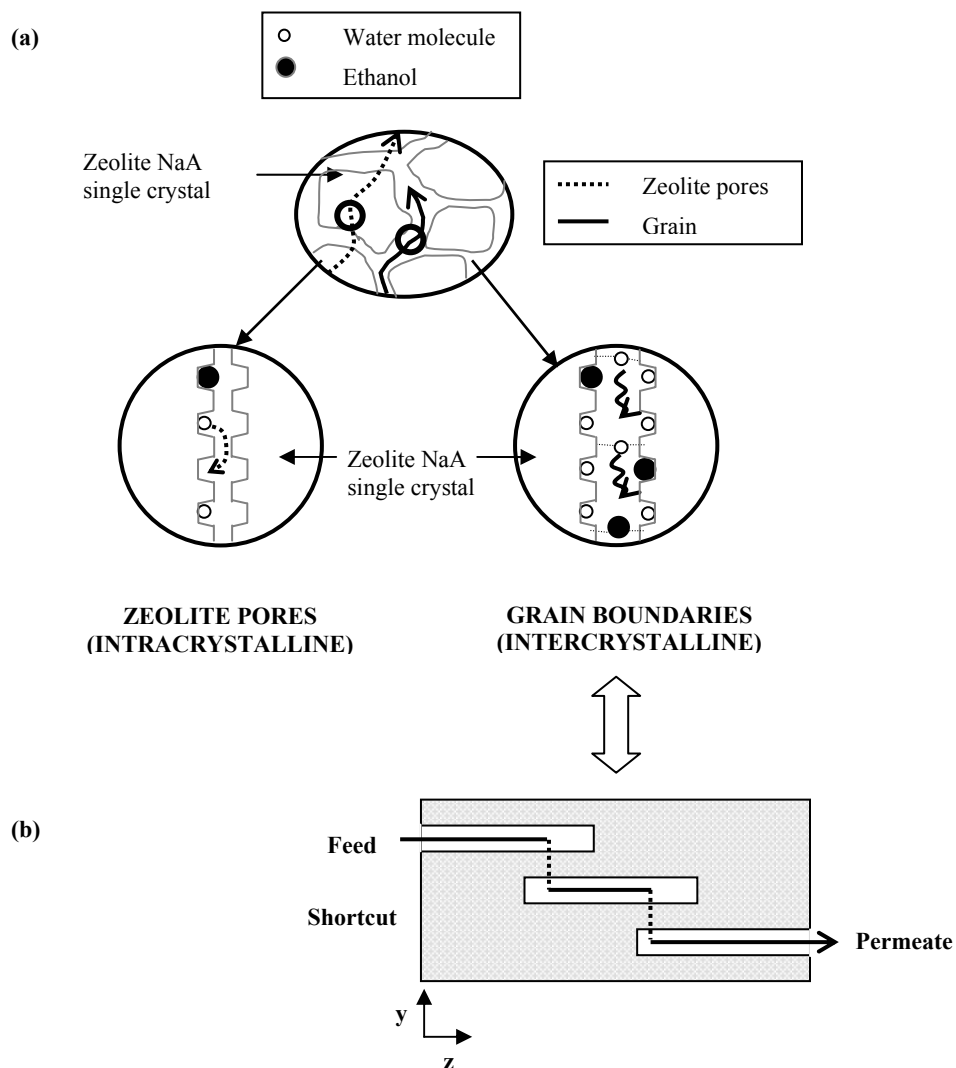 (a)
Water molecule
Ethanol
Zeolite NaA
single crystal
Zeolite pores
Grain
Zeolite NaA
single crystal
ZEOLITE PORES
(INTRACRYSTALLINE)
GRAIN BOUNDARIES
(INTERCRYSTALLINE)
(b)
Feed
Shortcut
Permeate
y
z